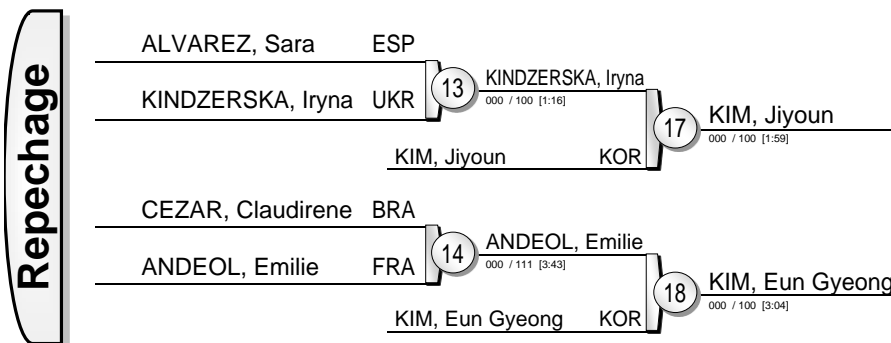 Repechage
ALVAREZ, Sara ESP
KINDZERSKA, Iryna UKR
13
KINDZERSKA, Iryna
000 / 100 [1:16]
KIM, Jiyoun KOR
17
KIM, Jiyoun
000 / 100 [1:59]
CEZAR, Claudirene BRA
ANDEOL, Emilie FRA
14
ANDEOL, Emilie
000 / 111 [3:43]
KIM, Eun Gyeong KOR
18
KIM, Eun Gyeong
000 / 100 [3:04]